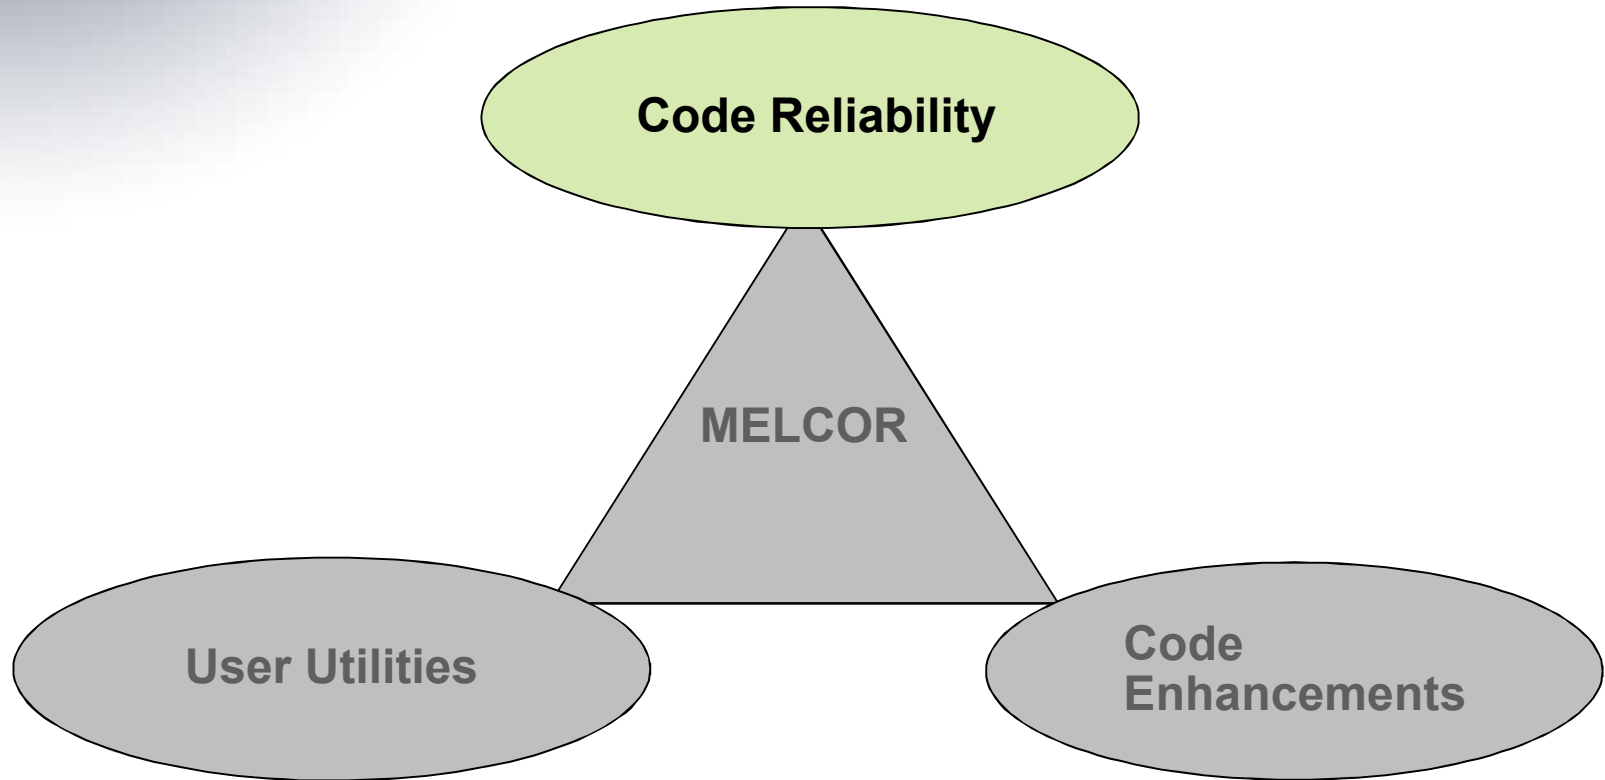 Code Reliability
MELCOR
User Utilities
Code
Enhancements